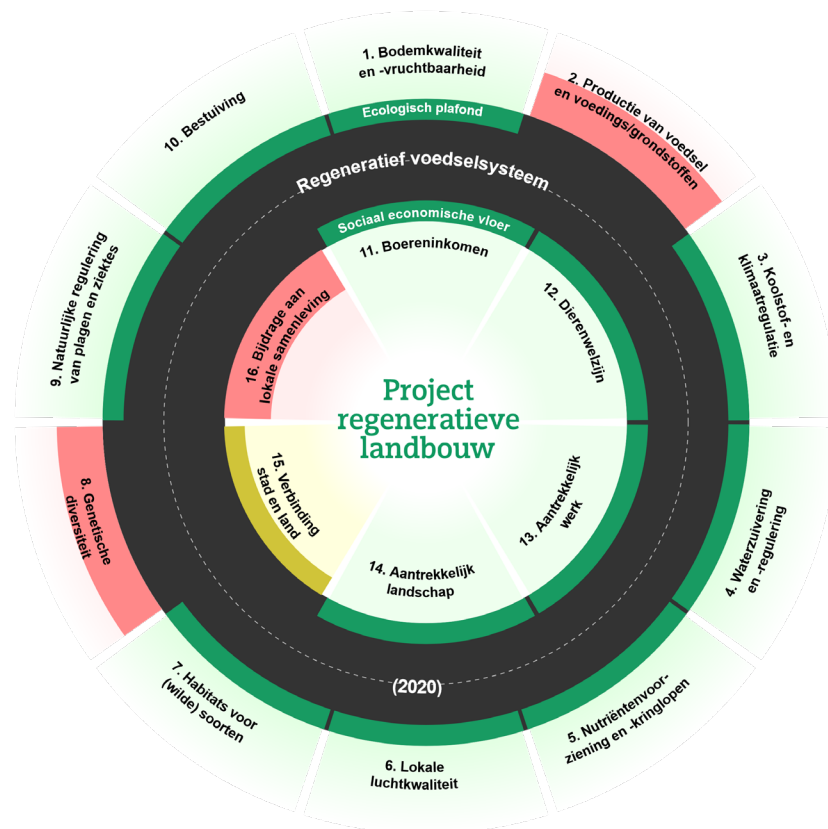 1. Bodemkwaliteit
en -vruchtbaarheid
2. Productie van voedsel
en voedings/grondstoffen
3. Koolstof- en
klimaatregulatie
4. Waterzuivering
en -regulering
5. Nutriëntenvoor-
ziening en -kringlopen
6. Lokale
luchtkwaliteit
7. Habitats voor
(wilde) soorten
8. Genetische
diversiteit
9. Natuurlijke regulering
van plagen en ziektes
10. Bestuiving
Ecologisch plafond
Regeneratief voedselsysteem
Sociaal economische vloer
11. Boereninkomen
12. Dierenwelzijn
13. Aantrekkelijk
werk
14. Aantrekkelijk
landschap
15. Verbinding
stad en land
16. Bijdrage aan
lokale samenleving
Project
regeneratieve
landbouw
(2020)